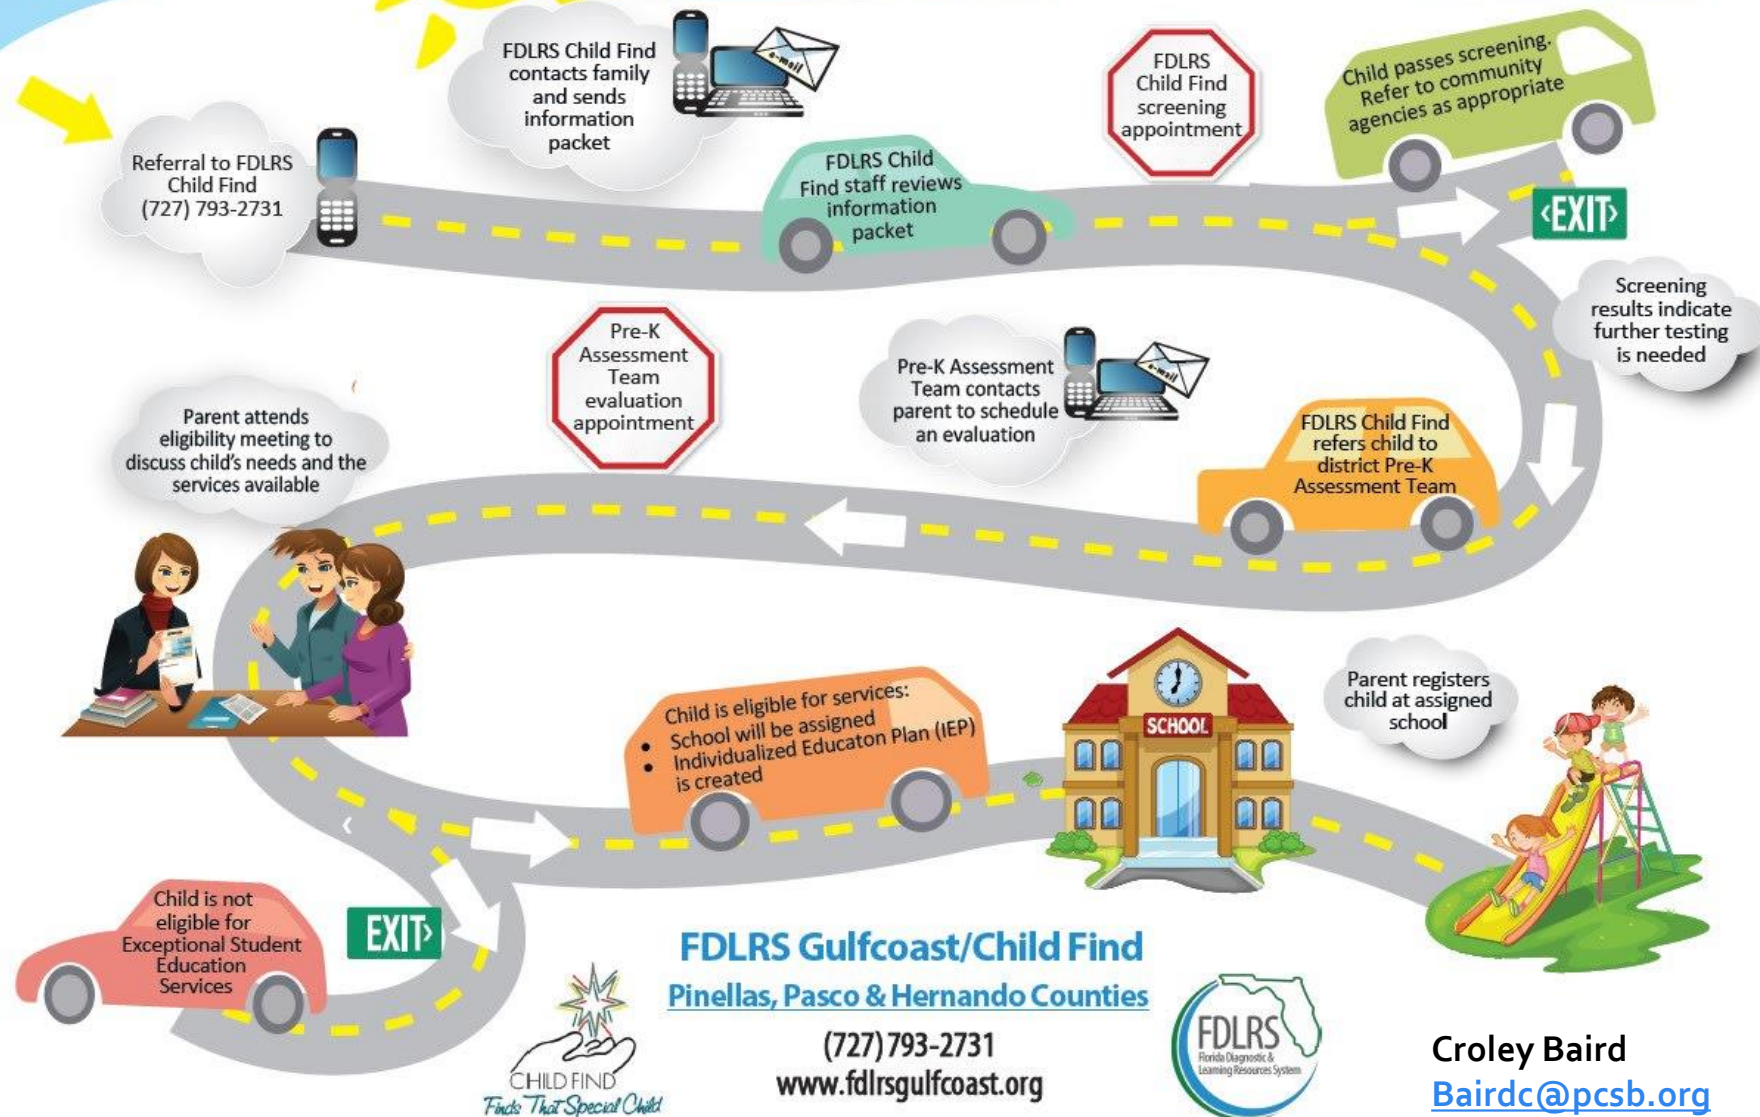 Referral to FDLRS
Child Find
(727) 793-2731
FDLRS Child Find
contacts family
and sends
information
packet
e-mail
FDLRS Child
Find staff reviews
information
packet
FDLRS
Child Find
screening
appointment
Child passes screening.
Refer to community
agencies as appropriate
‹EXIT›
Screening
results indicate
further testing
is needed
FDLRS Child Find
refers child to
district Pre-K
Assessment Team
Pre-K Assessment
Team contacts
parent to schedule
an evaluation
e-mail
Pre-K
Assessment
Team
evaluation
appointment
Parent attends
eligibility meeting to
discuss child's needs and the
services available
Child is eligible for services:
• School will be assigned
• Individualized Educaton Plan (IEP)
is created
SCHOOL
Parent registers
child at assigned
school
Child is not
eligible for
Exceptional Student
Education
Services
EXIT›
FDLRS Gulfcoast/Child Find
Pinellas, Pasco & Hernando Counties
(727) 793-2731
www.fdlrsgulfcoast.org
CHILD FIND
Finds That Special Child
FDLRS
Florida Diagnostic &
Learning Resources System
Croley Baird
Bairdc@pcsb.org